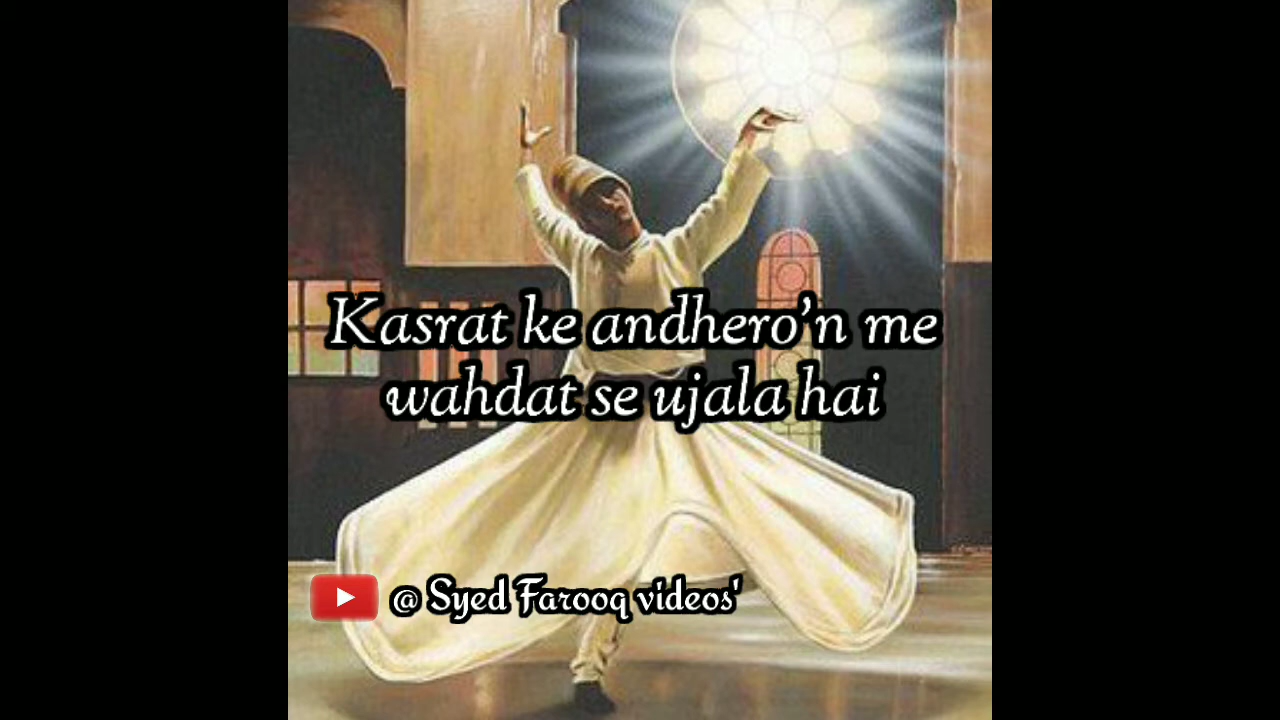 Kasrat ke andhero’n me
wahdat se ujala hai
@ Syed Farooq videos'